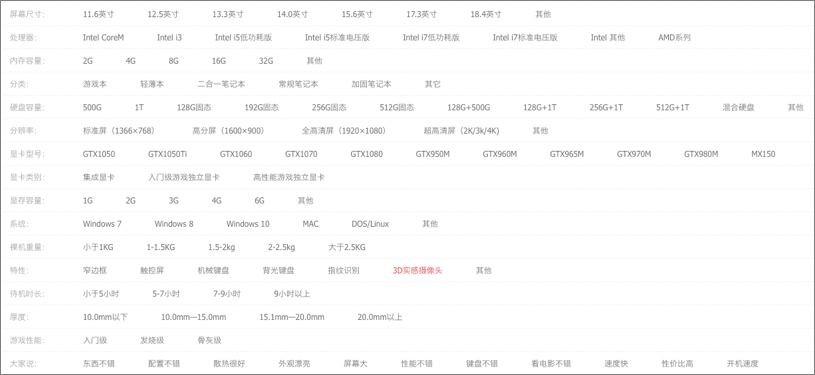 屏幕尺寸: 11.6英寸 12.5英寸 13.3英寸 14.0英寸 15.6英寸 17.3英寸 18.4英寸 其他
处理器: Intel CoreM Intel i3 Intel i5低功耗版 Intel i5标准电压版 Intel i7低功耗版 Intel i7标准电压版 Intel 其他 AMD系列
内存容量: 2G 4G 8G 16G 32G 其他
分类: 游戏本 轻薄本 二合一笔记本 常规笔记本 加固笔记本 其它
硬盘容量: 500G 1T 128G固态 192G固态 256G固态 512G固态 128G+500G 128G+1T 256G+1T 512G+1T 混合硬盘 其他
分辨率: 标准屏（1366×768） 高分屏（1600×900） 全高清屏（1920×1080） 超高清屏（2K/3k/4K) 其他
显卡型号: GTX1050 GTX1050Ti GTX1060 GTX1070 GTX1080 GTX950M GTX960M GTX965M GTX970M GTX980M MX150
显卡类别: 集成显卡 入门级游戏独立显卡 高性能游戏独立显卡
显存容量: 1G 2G 3G 4G 6G 其他
系统: Windows 7 Windows 8 Windows 10 MAC DOS/Linux 其他
裸机重量: 小于1KG 1-1.5KG 1.5-2kg 2-2.5kg 大于2.5KG
特性: 窄边框 触控屏 机械键盘 背光键盘 指纹识别 3D实感摄像头 其他
待机时长: 小于5小时 5-7小时 7-9小时 9小时以上
厚度: 10.0mm以下 10.0mm—15.0mm 15.1mm—20.0mm 20.0mm以上
游戏性能: 入门级 发烧级 骨灰级
大家说: 东西不错 配置不错 散热很好 外观漂亮 屏幕大 性能不错 键盘不错 看电影不错 速度快 性价比高 开机速度